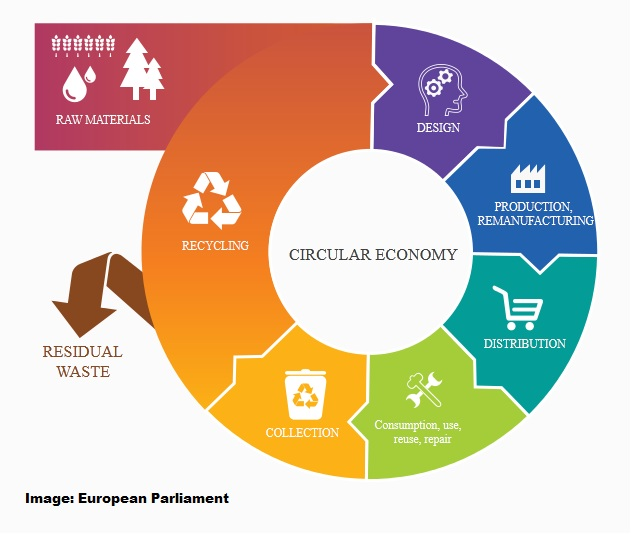 RAW MATERIALS
DESIGN
PRODUCTION,
REMANUFACTURING
RECYCLING
CIRCULAR ECONOMY
DISTRIBUTION
RESIDUAL
WASTE
COLLECTION
Consumption, use,
reuse, repair
Image: European Parliament